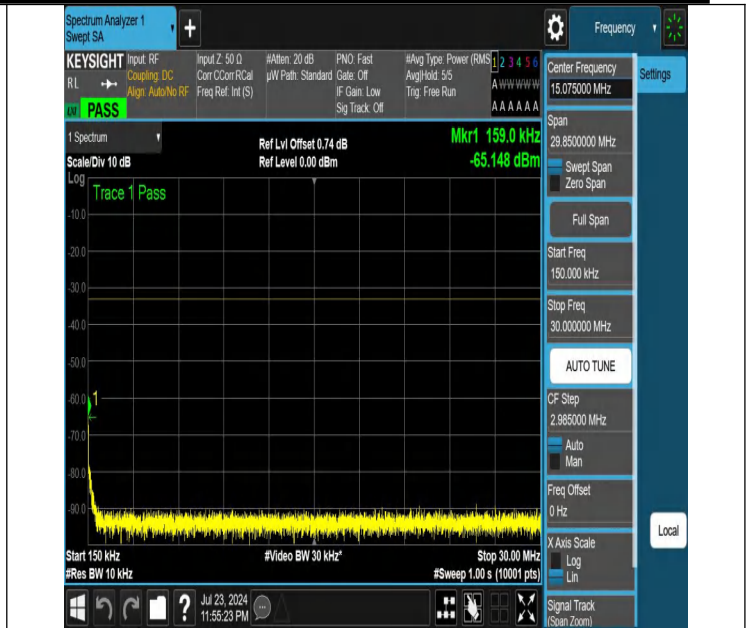 Spectrum Analyzer 1
Swept SA
+
Frequency
KEYSIGHT
RL
LXI
PASS
Input: RF
Coupling: DC
Align: Auto/No RF
Input Z: 50 Ω
Corr CCorr RCal
Freq Ref: Int (S)
#Atten: 20 dB
µW Path: Standard
PNO: Fast
Gate: Off
IF Gain: Low
Sig Track: Off
#Avg Type: Power (RMS
Avg|Hold: 5/5
Trig: Free Run
1 2 3 4 5 6
A W W W W W
A A A A A A
1 Spectrum
Scale/Div 10 dB
Ref Lvl Offset 0.74 dB
Ref Level 0.00 dBm
Mkr1 159.0 kHz
-65.148 dBm
Log
Trace 1 Pass
-10.0
-20.0
-30.0
-40.0
-50.0
-60.0
1
-70.0
-80.0
-90.0
Start 150 kHz
#Res BW 10 kHz
#Video BW 30 kHz*
Stop 30.00 MHz
#Sweep 1.00 s (10001 pts)
?
Jul 23, 2024
11:55:23 PM
Center Frequency
15.075000 MHz
Settings
Span
29.8500000 MHz
Swept Span
Zero Span
Full Span
Start Freq
150.000 kHz
Stop Freq
30.000000 MHz
AUTO TUNE
CF Step
2.985000 MHz
Auto
Man
Freq Offset
0 Hz
X Axis Scale
Log
Lin
Local
Signal Track
(Span Zoom)